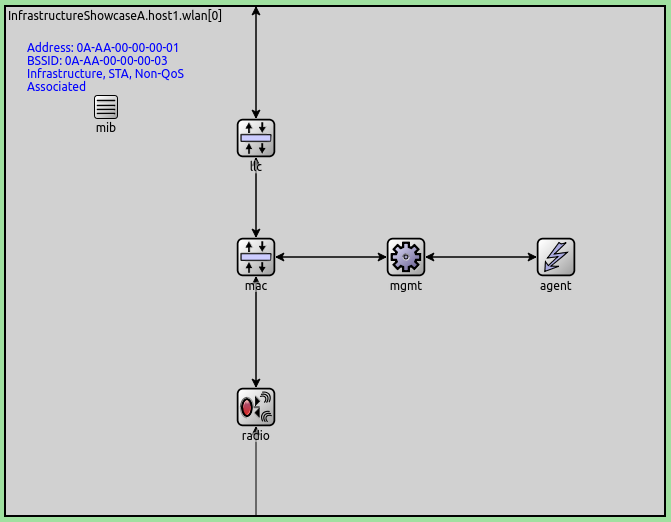 InfrastructureShowcaseA.host1.wlan[0]
Address: 0A-AA-00-00-00-01
BSSID: 0A-AA-00-00-00-03
Infrastructure, STA, Non-QoS
Associated
mib
llc
mac
mgmt
agent
radio